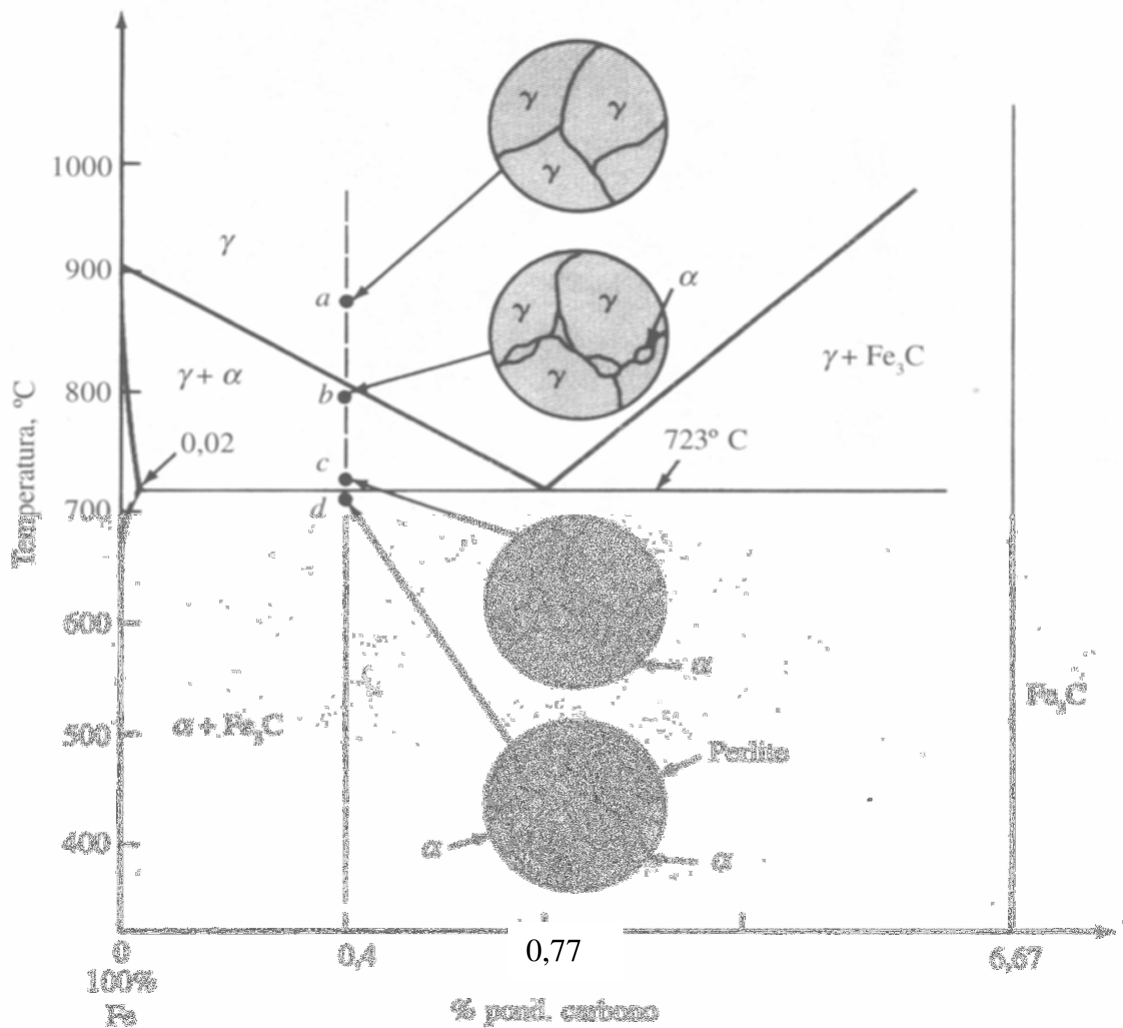 γ
γ
γ
1000
γ
900
a
α
γ
γ
γ
γ + Fe₃C
γ + α
800
b
0,02
723° C
c
d
700
Temperatura, ºC
600
α
α + Fe₃C
Fe₃C
500
Perlite
400
α
α
0
0,4
0,77
6,67
100%
Fe
% pond. carbono